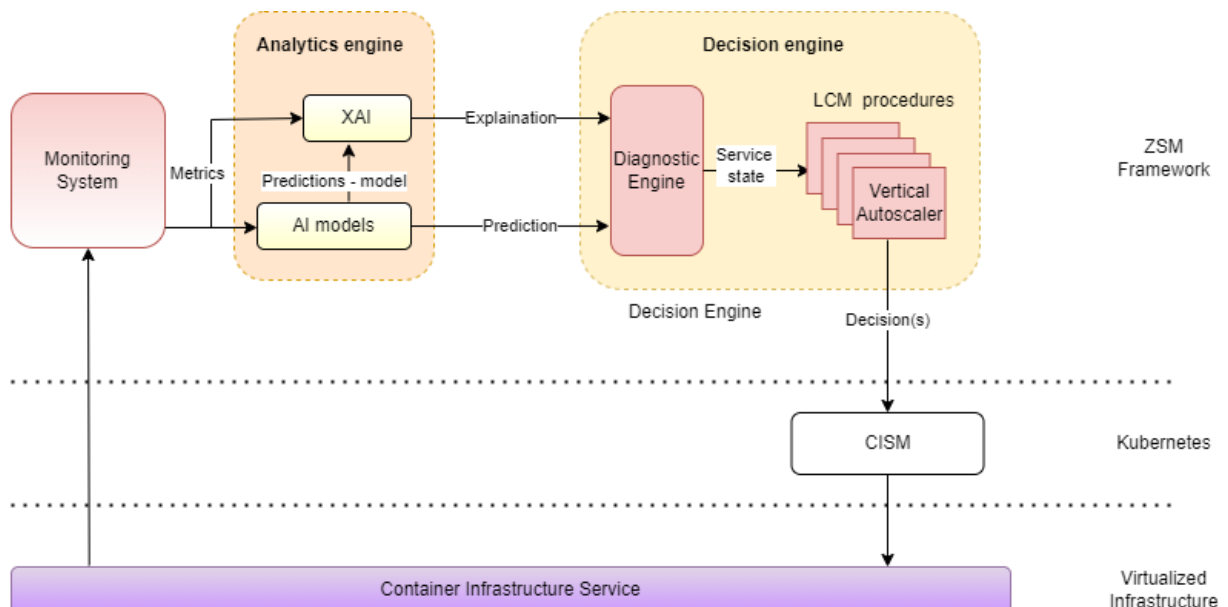 Analytics engine
Decision engine
XAI
Explaination
LCM procedures
Monitoring
System
Metrics
Predictions - model
Diagnostic
Engine
Service
state
Vertical
Autoscaler
ZSM
Framework
AI models
Prediction
Decision Engine
Decision(s)
CISM
Kubernetes
Container Infrastructure Service
Virtualized
Infrastructure